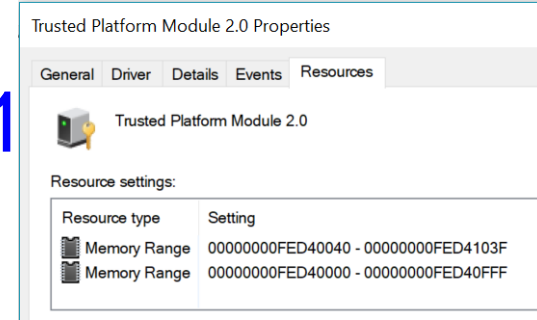 Trusted Platform Module 2.0 Properties
General Driver Details Events Resources
1
Trusted Platform Module 2.0
Resource settings:
Resource type Setting
Memory Range 00000000FED40040 - 00000000FED4103F
Memory Range 00000000FED40000 - 00000000FED40FFF